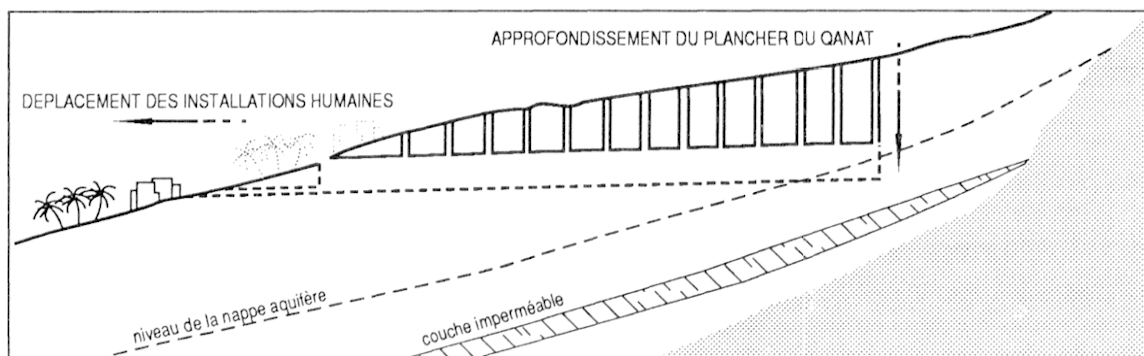 APPROFONDISSEMENT DU PLANCHER DU QANAT
DEPLACEMENT DES INSTALLATIONS HUMAINES
niveau de la nappe aquifère
couche imperméable